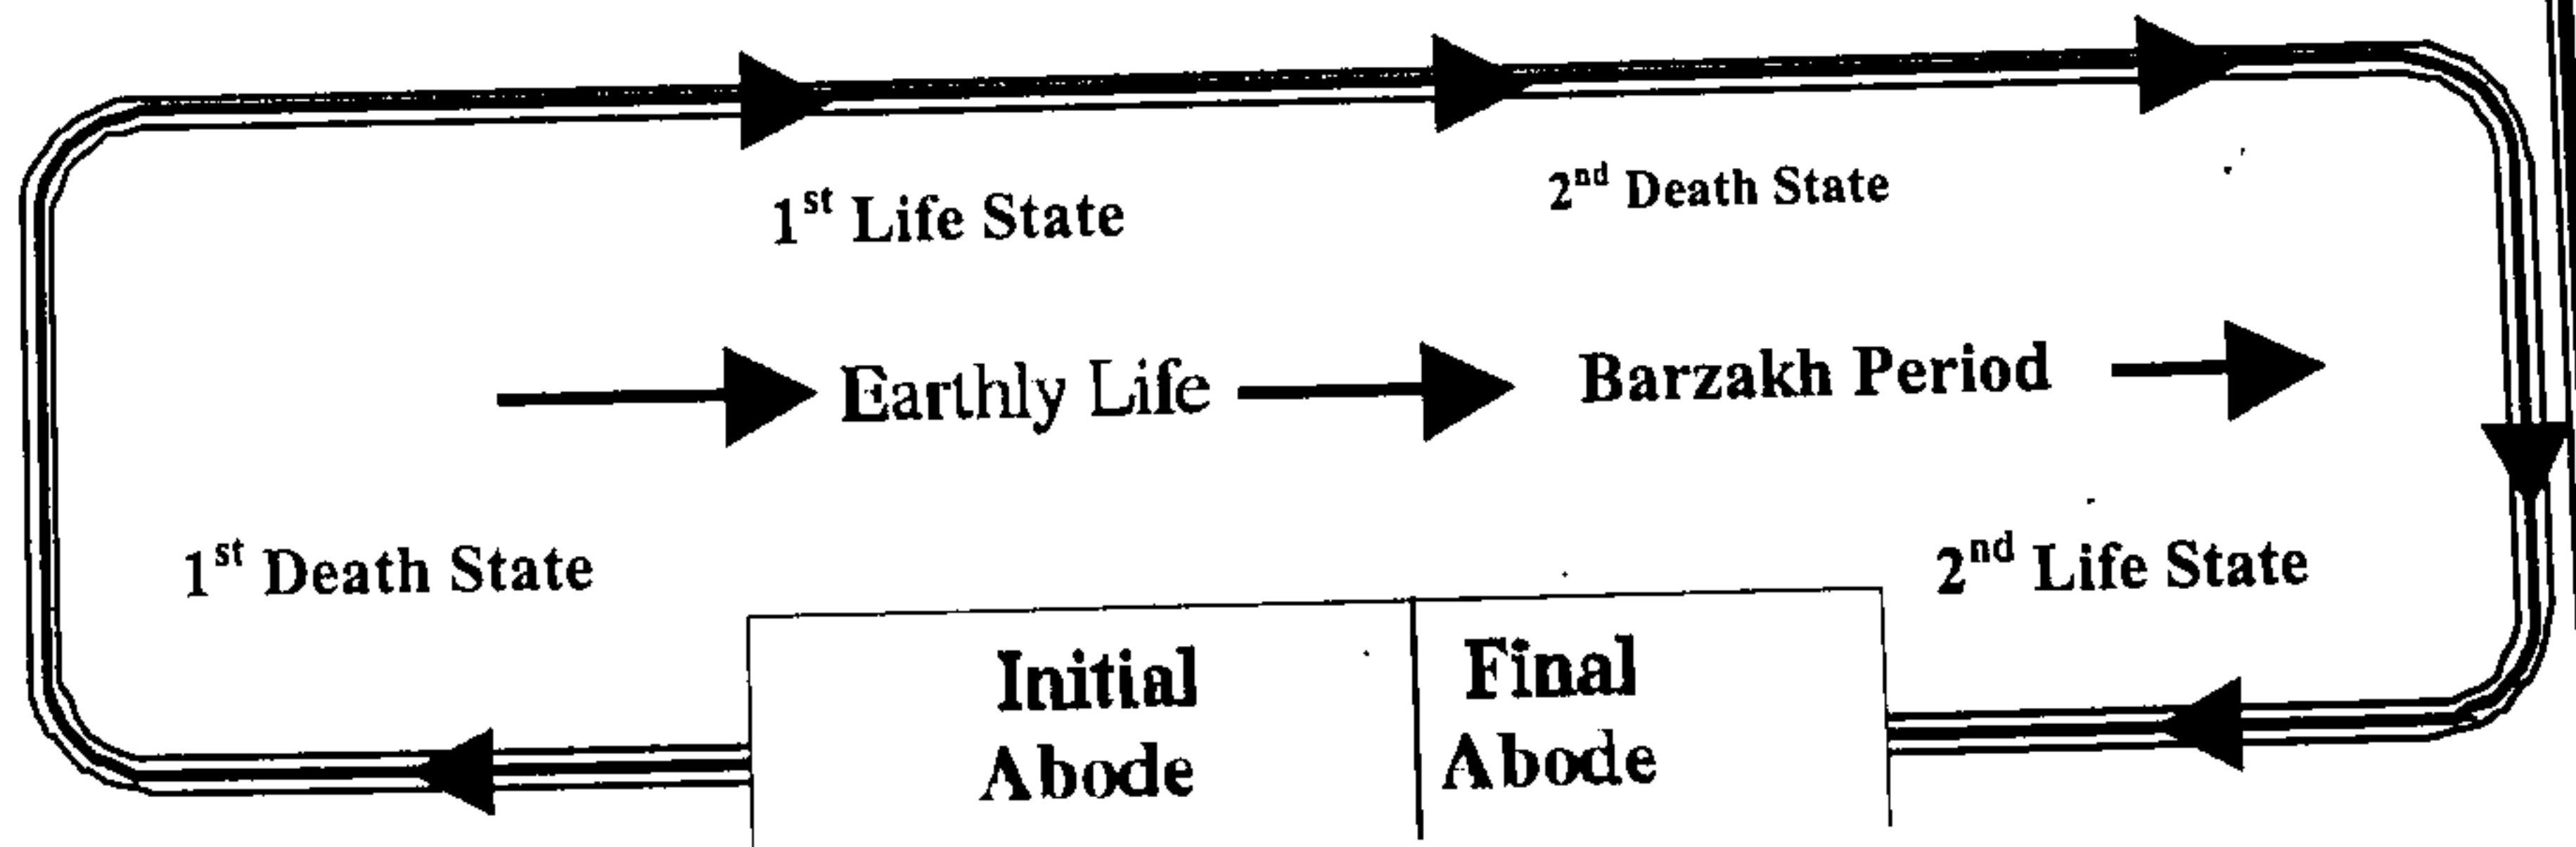 1st Life State
2nd Death State
Earthly Life
Barzakh Period
1st Death State
2nd Life State
Initial
Abode
Final
Abode